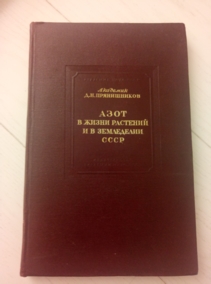 Академик
Д.Н.ПРЯНИШНИКОВ
АЗОТ
В ЖИЗНИ РАСТЕНИЙ
И В ЗЕМЛЕДЕЛИИ
СССР